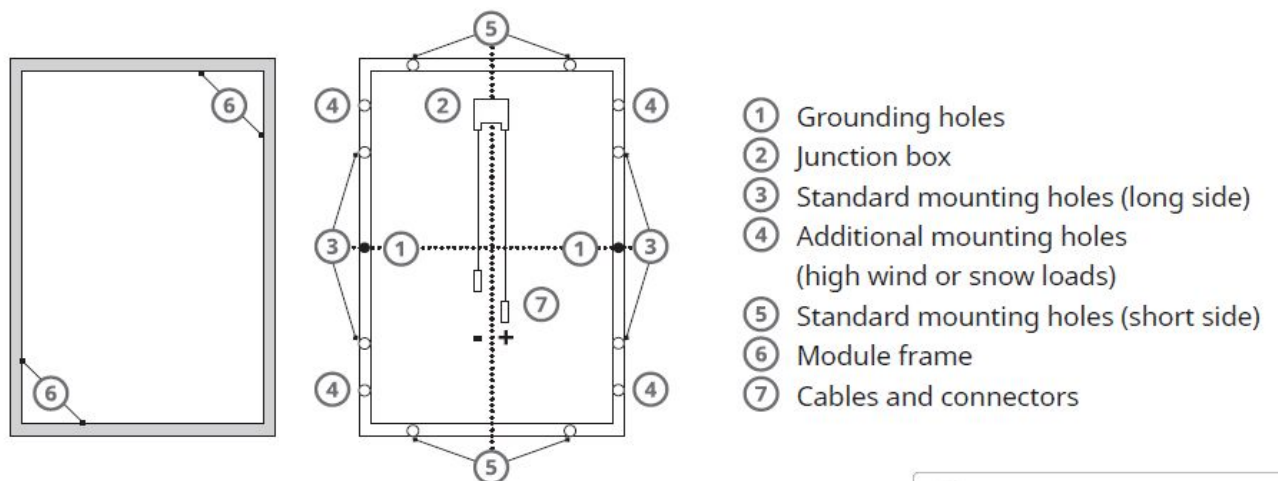 5
6
4
2
4
3
1
1
3
7
- +
6
4
4
5
1 Grounding holes
2 Junction box
3 Standard mounting holes (long side)
4 Additional mounting holes
(high wind or snow loads)
5 Standard mounting holes (short side)
6 Module frame
7 Cables and connectors